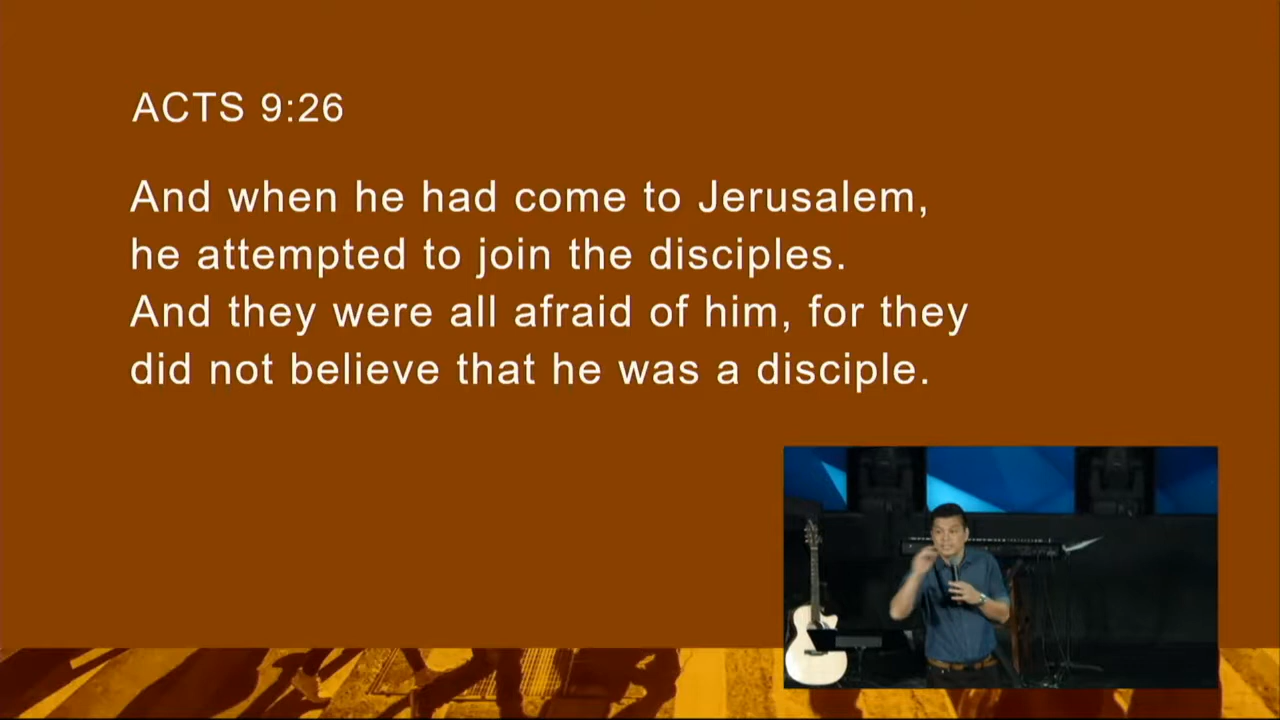 ACTS 9:26
And when he had come to Jerusalem,
he attempted to join the disciples.
And they were all afraid of him, for they
did not believe that he was a disciple.